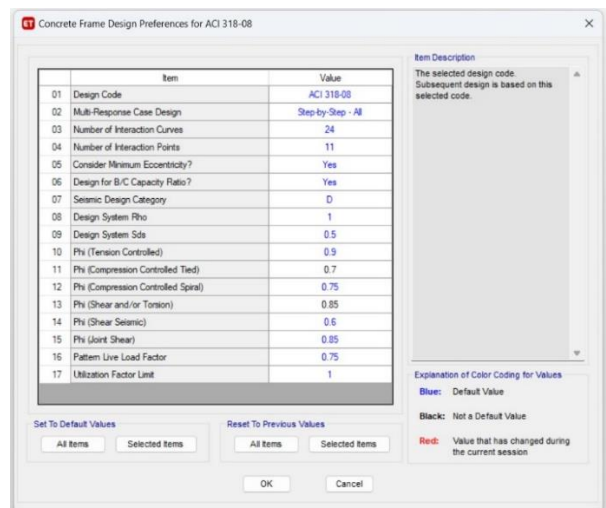 ET Concrete Frame Design Preferences for ACI 318-08
Item Value
01 Design Code ACI 318-08
02 Multi-Response Case Design Step-by-Step - All
03 Number of Interaction Curves 24
04 Number of Interaction Points 11
05 Consider Minimum Eccentricity? Yes
06 Design for B/C Capacity Ratio? Yes
07 Seismic Design Category D
08 Design System Rho 1
09 Design System Sds 0.5
10 Phi (Tension Controlled) 0.9
11 Phi (Compression Controlled Tied) 0.7
12 Phi (Compression Controlled Spiral) 0.75
13 Phi (Shear and/or Torsion) 0.85
14 Phi (Shear Seismic) 0.6
15 Phi (Joint Shear) 0.85
16 Pattern Live Load Factor 0.75
17 Utilization Factor Limit 1
Item Description
The selected design code.
Subsequent design is based on this
selected code.
Explanation of Color Coding for Values
Blue: Default Value
Black: Not a Default Value
Red: Value that has changed during
the current session
Set To Default Values
All Items Selected Items
Reset To Previous Values
All Items Selected Items
OK Cancel